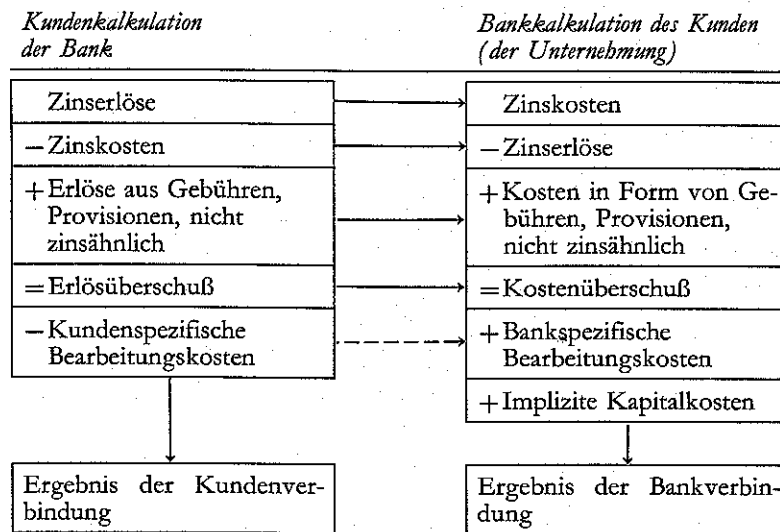 Kundenkalkulation
der Bank
Bankkalkulation des Kunden
(der Unternehmung)
Zinserlöse
Zinskosten
−Zinskosten
−Zinserlöse
+Erlöse aus Gebühren,
Provisionen, nicht
zinsähnlich
+Kosten in Form von Ge-
bühren, Provisionen,
nicht zinsähnlich
=Erlösüberschuß
=Kostenüberschuß
−Kundenspezifische
Bearbeitungskosten
+Bankspezifische
Bearbeitungskosten
+Implizite Kapitalkosten
Ergebnis der Kundenver-
bindung
Ergebnis der Bankverbin-
dung